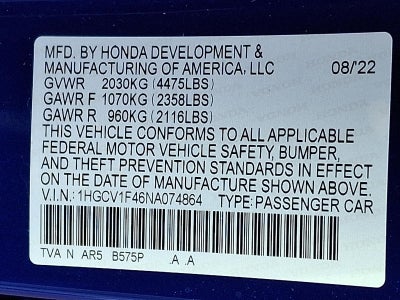 MFD. BY HONDA DEVELOPMENT &
MANUFACTURING OF AMERICA, LLC 08/'22
GVWR 2030KG (4475LBS)
GAWR F 1070KG (2358LBS)
GAWR R 960KG (2116LBS)
THIS VEHICLE CONFORMS TO ALL APPLICABLE
FEDERAL MOTOR VEHICLE SAFETY, BUMPER,
AND THEFT PREVENTION STANDARDS IN EFFECT
ON THE DATE OF MANUFACTURE SHOWN ABOVE.
V.I.N.: 1HGCV1F46NA074864 TYPE: PASSENGER CAR
TVA N AR5 B575P .A .A